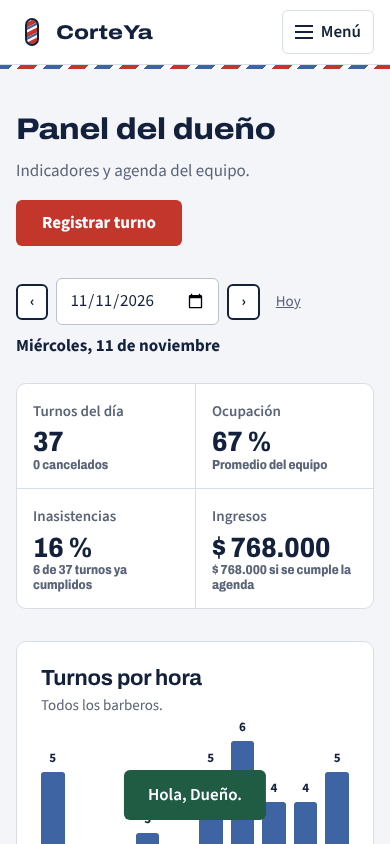 CorteYa
Menú
Panel del dueño
Indicadores y agenda del equipo.
Registrar turno
‹
11/11/2026
›
Hoy
Miércoles, 11 de noviembre
Turnos del día
37
0 cancelados
Ocupación
67 %
Promedio del equipo
Inasistencias
16 %
6 de 37 turnos ya
cumplidos
Ingresos
$ 768.000
$ 768.000 si se cumple la
agenda
Turnos por hora
Todos los barberos.
6
5
5
5
4
4
Hola, Dueño.